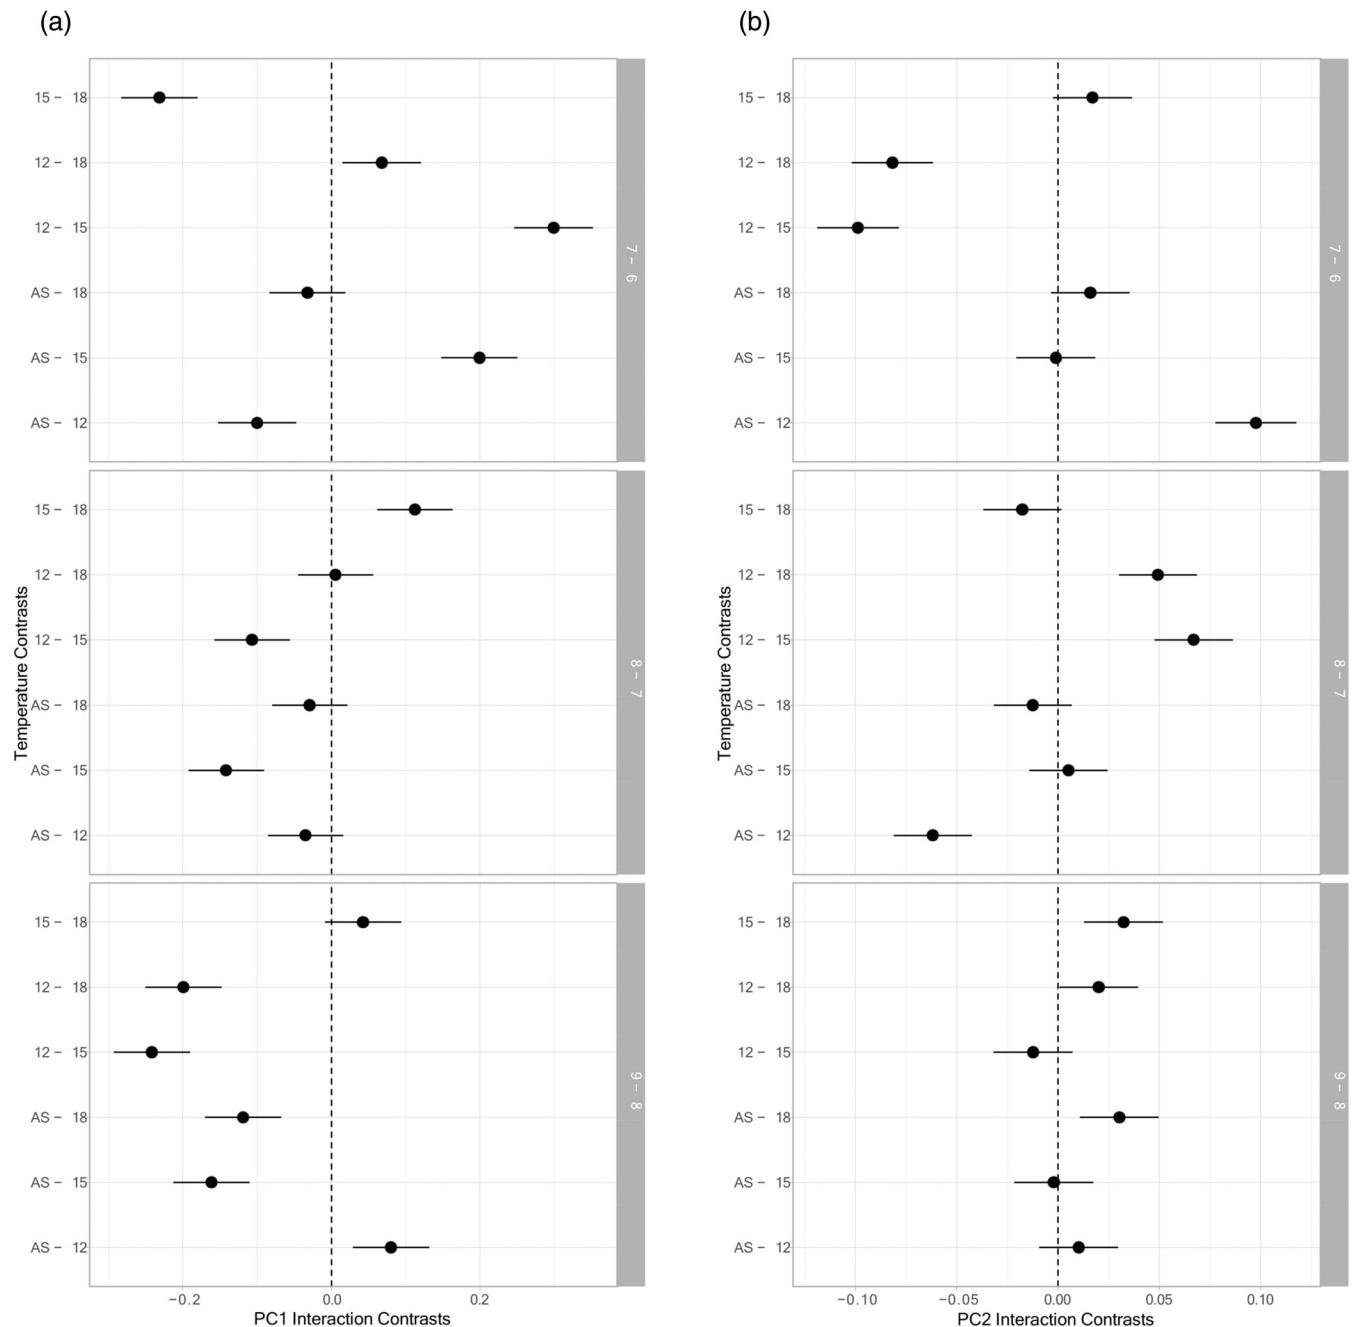 (a)
15 − 18
12 − 18
12 − 15
AS − 18
AS − 15
AS − 12
7 − 6
15 − 18
12 − 18
12 − 15
AS − 18
AS − 15
AS − 12
8 − 7
15 − 18
12 − 18
12 − 15
AS − 18
AS − 15
AS − 12
9 − 8
Temperature Contrasts
−0.2 0.0 0.2
PC1 Interaction Contrasts
(b)
15 − 18
12 − 18
12 − 15
AS − 18
AS − 15
AS − 12
7 − 6
15 − 18
12 − 18
12 − 15
AS − 18
AS − 15
AS − 12
8 − 7
15 − 18
12 − 18
12 − 15
AS − 18
AS − 15
AS − 12
9 − 8
Temperature Contrasts
−0.10 −0.05 0.00 0.05 0.10
PC2 Interaction Contrasts